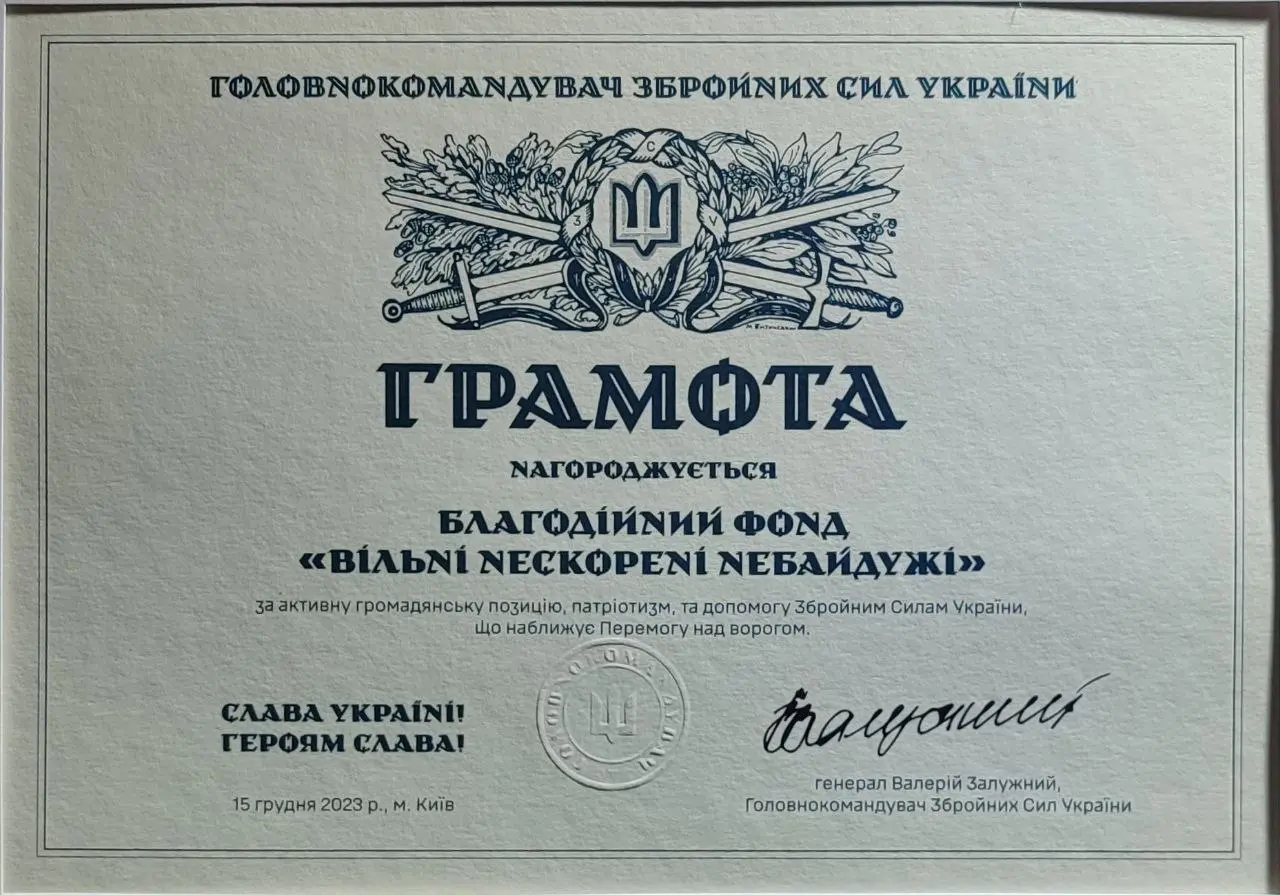 ГОЛОВНОКОМАНДУВАЧ ЗБРОЙНИХ СИЛ УКРАЇНИ
З С У
ГРАМОТА
НАГОРОДЖУЄТЬСЯ
БЛАГОДІЙНИЙ ФОНД
«ВІЛЬНІ НЕСКОРЕНІ НЕБАЙДУЖІ»
за активну громадянську позицію, патріотизм, та допомогу Збройним Силам України,
що наближує Перемогу над ворогом.
ГОЛОВНОКОМАНДУВАЧ
СЛАВА УКРАЇНІ!
ГЕРОЯМ СЛАВА!
Залужний
15 грудня 2023 р., м. Київ
генерал Валерій Залужний,
Головнокомандувач Збройних Сил України